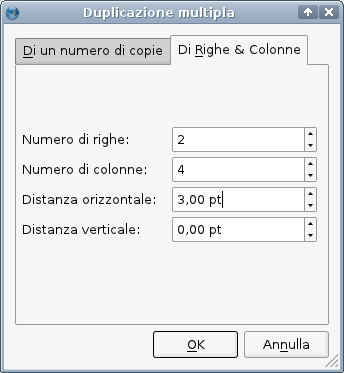 Duplicazione multipla
Di un numero di copie
Di Righe & Colonne
Numero di righe: 2
Numero di colonne: 4
Distanza orizzontale: 3,00 pt
Distanza verticale: 0,00 pt
OK
Annulla